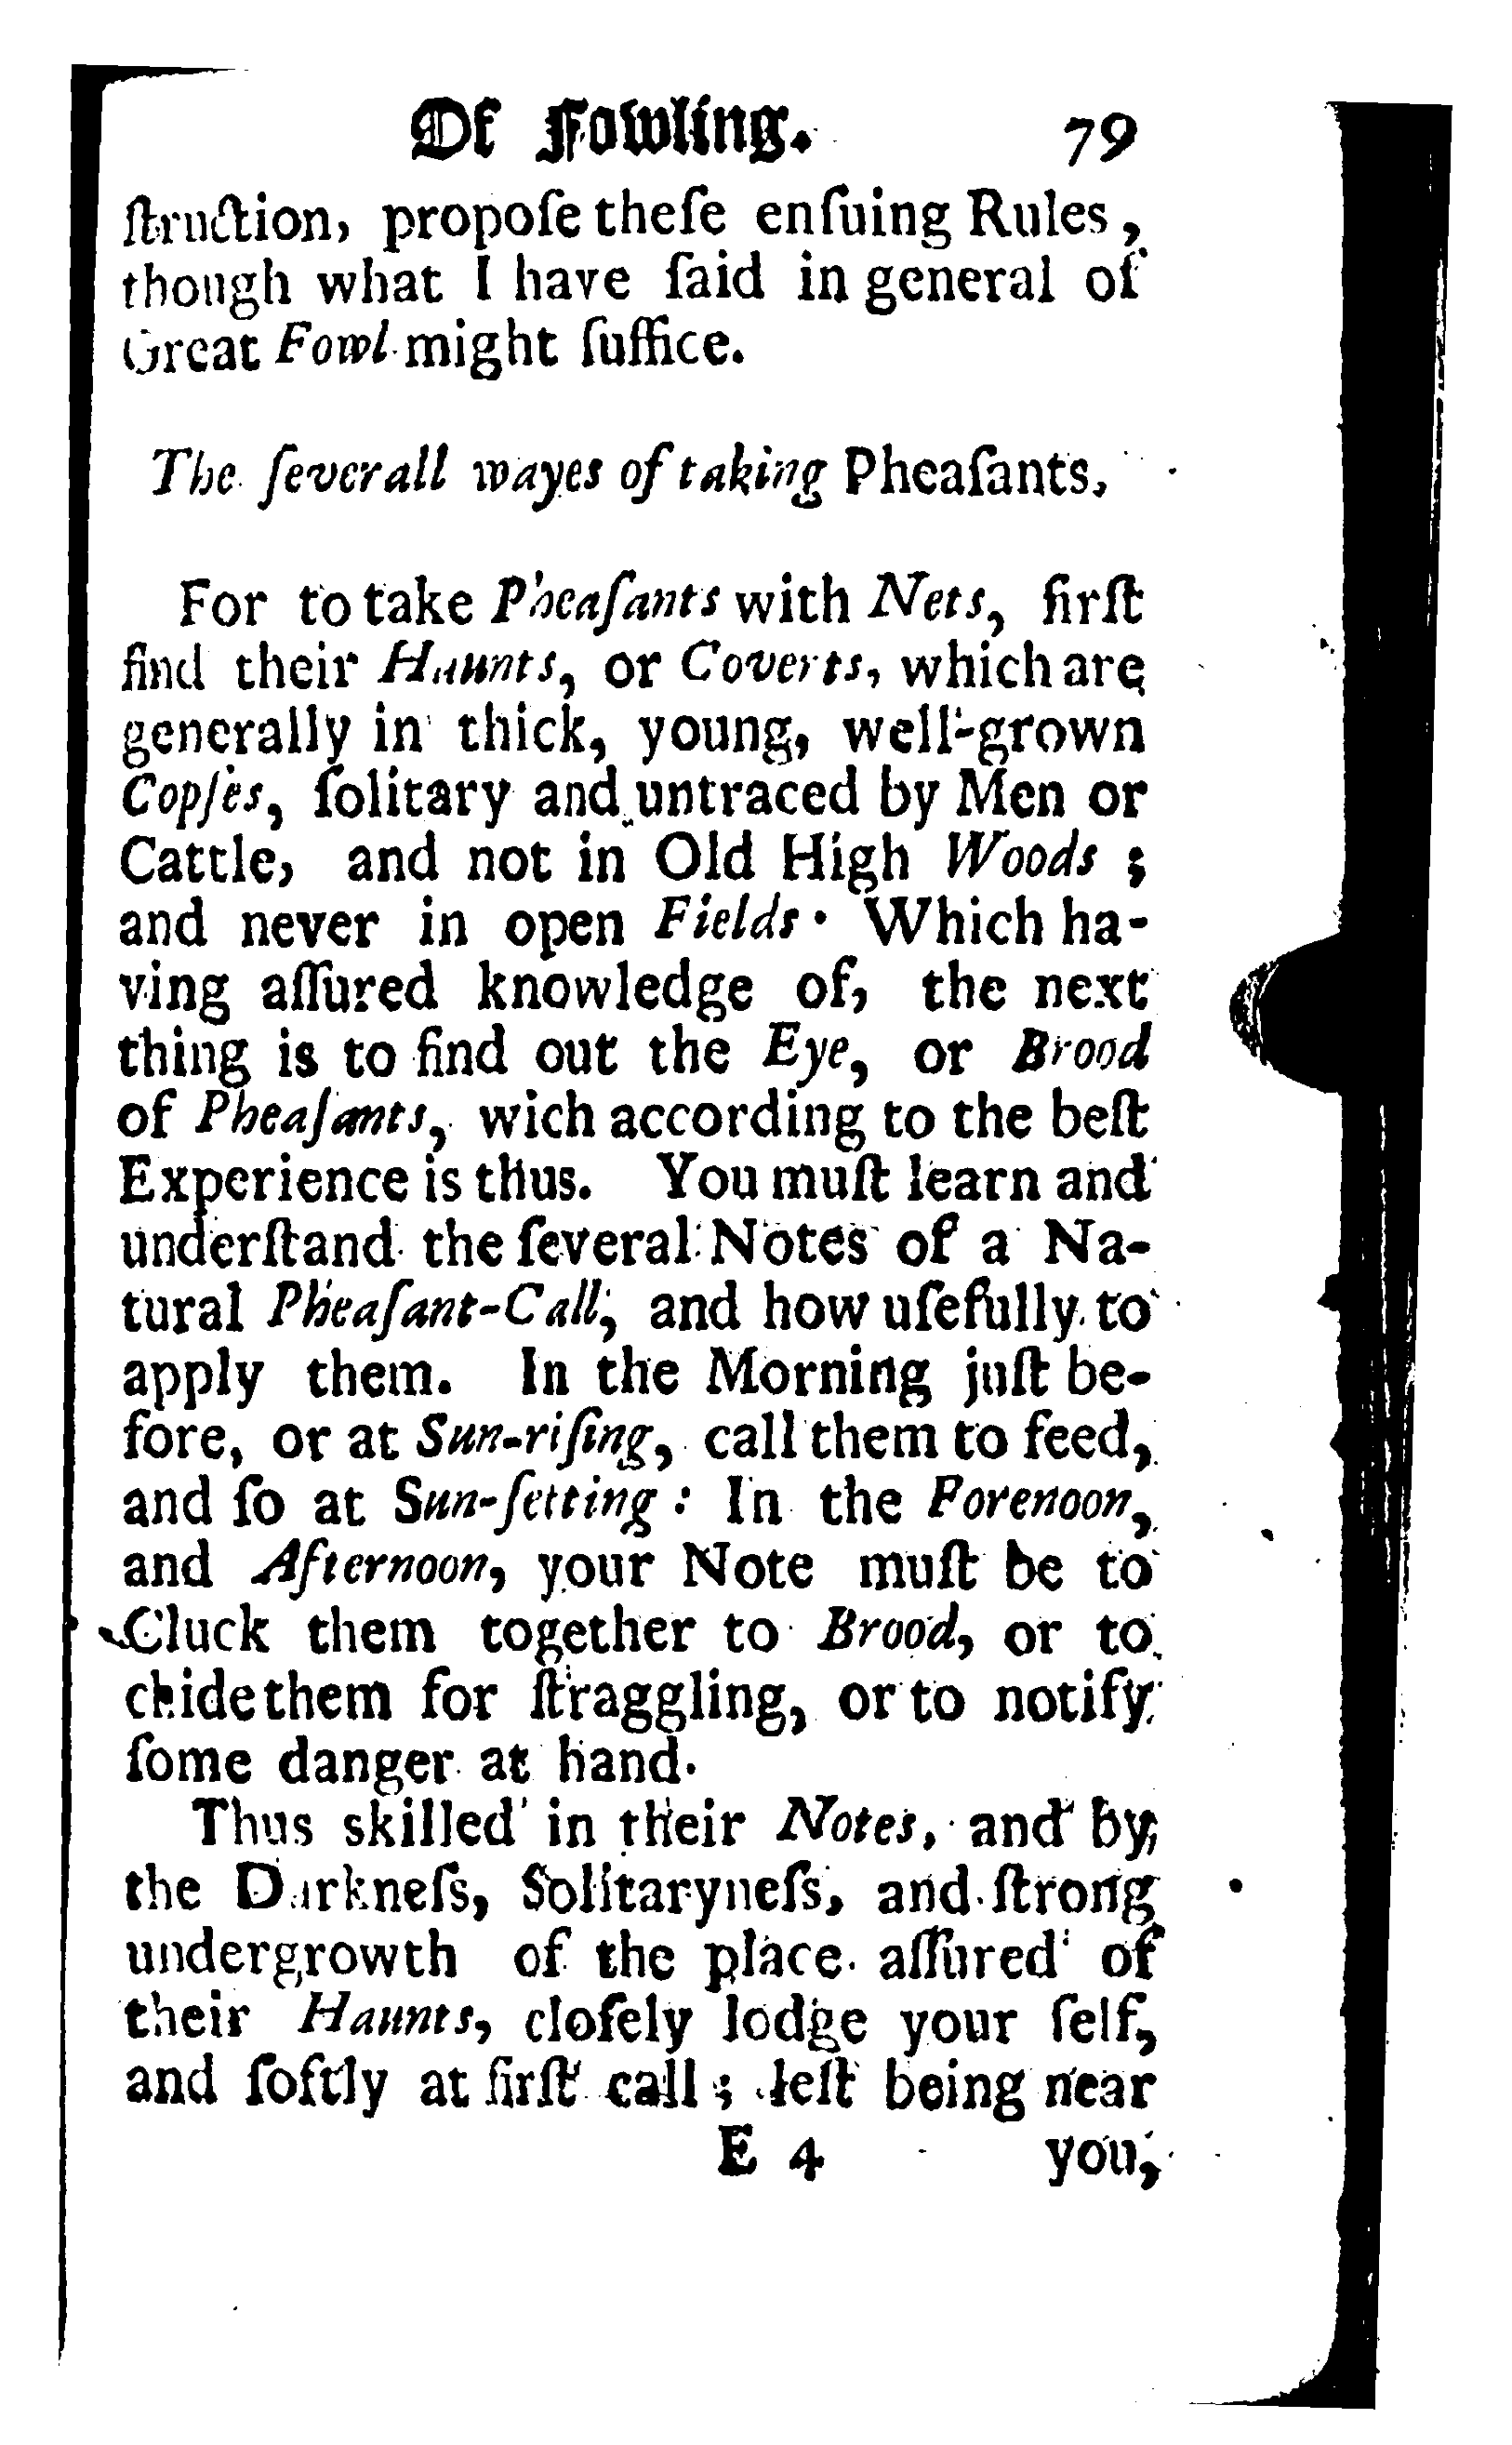 Of Fowling. 79
ſtruction, propoſe theſe enſuing Rules,
though what I have ſaid in general of
Great Fowl might ſuffice.
The ſeverall wayes of taking Pheaſants,
For to take Pheaſants with Nets, firſt
find their Haunts, or Coverts, which are
generally in thick, young, well-grown
Copſes, ſolitary and untraced by Men or
Cattle, and not in Old High Woods ;
and never in open Fields· Which ha-
ving aſſured knowledge of, the next
thing is to find out the Eye, or Brood
of Pheaſants, wich according to the beſt
Experience is thus. You muſt learn and
underſtand the ſeveral Notes of a Na-
tural Pheaſant-Call, and how uſefully to
apply them. In the Morning juſt be-
fore, or at Sun-riſing, call them to feed,
and ſo at Sun-ſetting : In the Forenoon,
and Afternoon, your Note muſt be to
Cluck them together to Brood, or to
chide them for ſtraggling, or to notify
ſome danger at hand.
Thus skilled in their Notes, and by
the Darkneſs, Solitaryneſs, and ſtrong
undergrowth of the place aſſured of
their Haunts, cloſely lodge your ſelf,
and ſoftly at firſt call ; leſt being near
E 4 you,